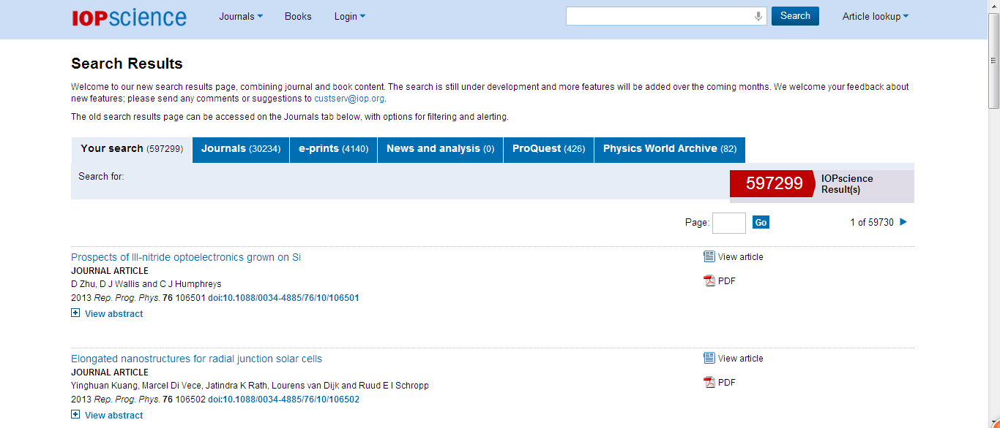 IOPscience Journals Books Login Search Article lookup
Search Results
Welcome to our new search results page, combining journal and book content. The search is still under development and more features will be added over the coming months. We welcome your feedback about
new features; please send any comments or suggestions to custserv@iop.org.
The old search results page can be accessed on the Journals tab below, with options for filtering and alerting.
Your search (597299) Journals (30234) e-prints (4140) News and analysis (0) ProQuest (426) Physics World Archive (82)
Search for:
597299 IOPscience
Result(s)
Page: Go 1 of 59730
Prospects of III-nitride optoelectronics grown on Si View article
JOURNAL ARTICLE
D Zhu, D J Wallis and C J Humphreys PDF
2013 Rep. Prog. Phys. 76 106501 doi:10.1088/0034-4885/76/10/106501
View abstract
Elongated nanostructures for radial junction solar cells View article
JOURNAL ARTICLE
Yinghuan Kuang, Marcel Di Vece, Jatindra K Rath, Lourens van Dijk and Ruud E I Schropp PDF
2013 Rep. Prog. Phys. 76 106502 doi:10.1088/0034-4885/76/10/106502
View abstract